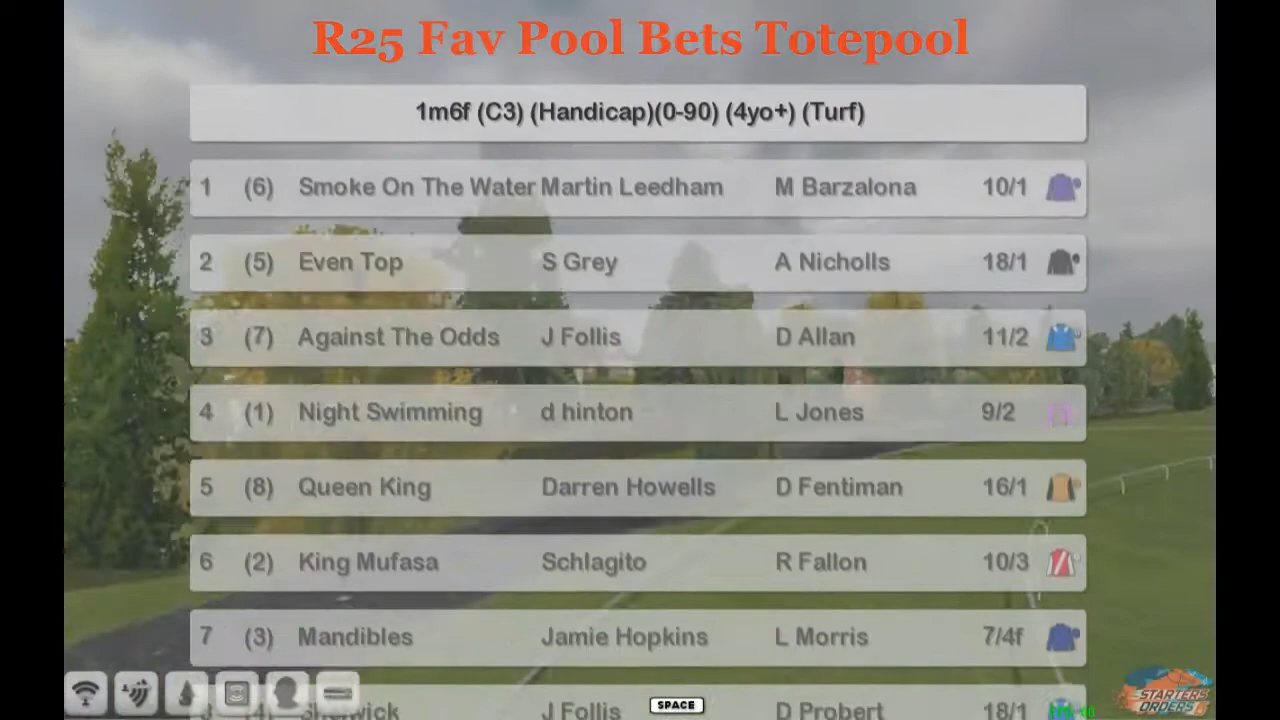 R25 Fav Pool Bets Totepool
1m6f (C3) (Handicap)(0-90) (4yo+) (Turf)
1 (6) Smoke On The Water Martin Leedham M Barzalona 10/1
2 (5) Even Top S Grey A Nicholls 18/1
3 (7) Against The Odds J Follis D Allan 11/2
4 (1) Night Swimming d hinton L Jones 9/2
5 (8) Queen King Darren Howells D Fentiman 16/1
6 (2) King Mufasa Schlagito R Fallon 10/3
7 (3) Mandibles Jamie Hopkins L Morris 7/4f
(4) J Follis D Probert 18/1
SPACE
STARTERS
ORDERS